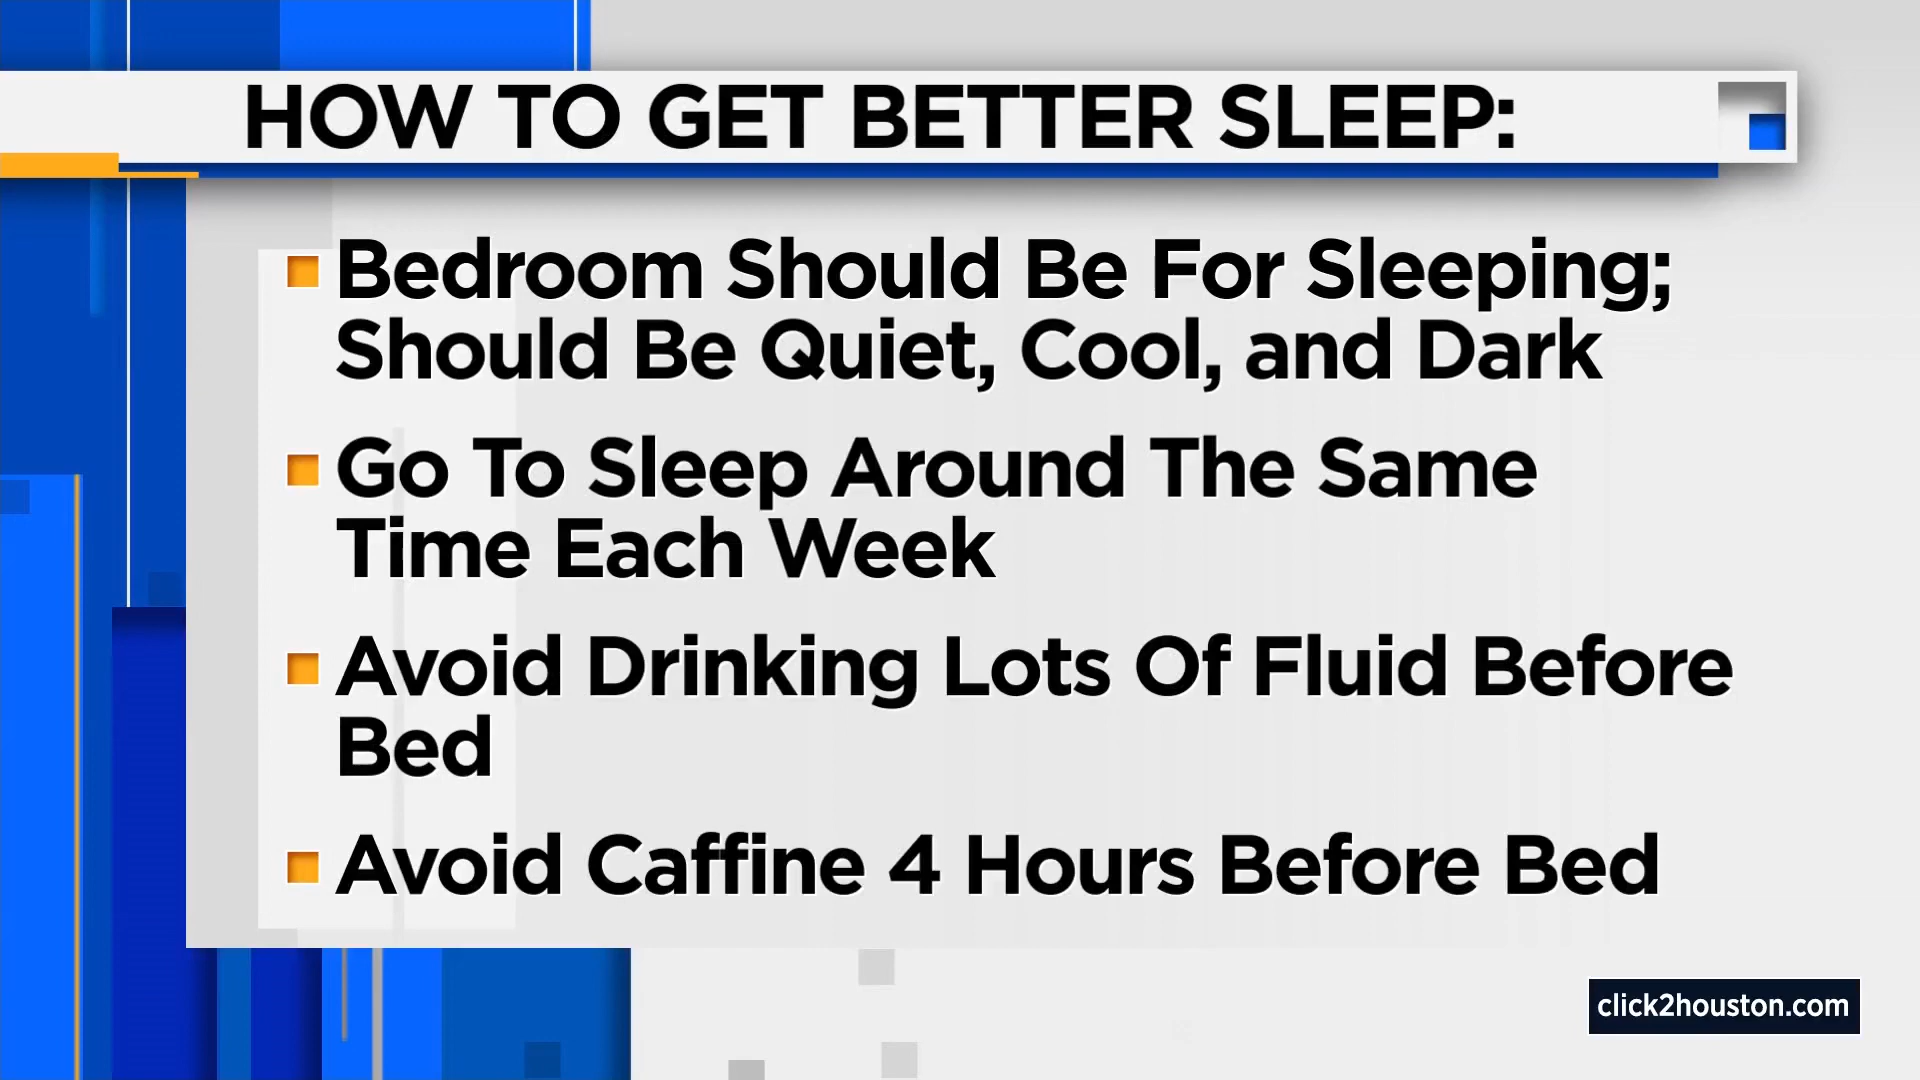 HOW TO GET BETTER SLEEP:
Bedroom Should Be For Sleeping;
Should Be Quiet, Cool, and Dark
Go To Sleep Around The Same
Time Each Week
Avoid Drinking Lots Of Fluid Before
Bed
Avoid Caffine 4 Hours Before Bed
click2houston.com